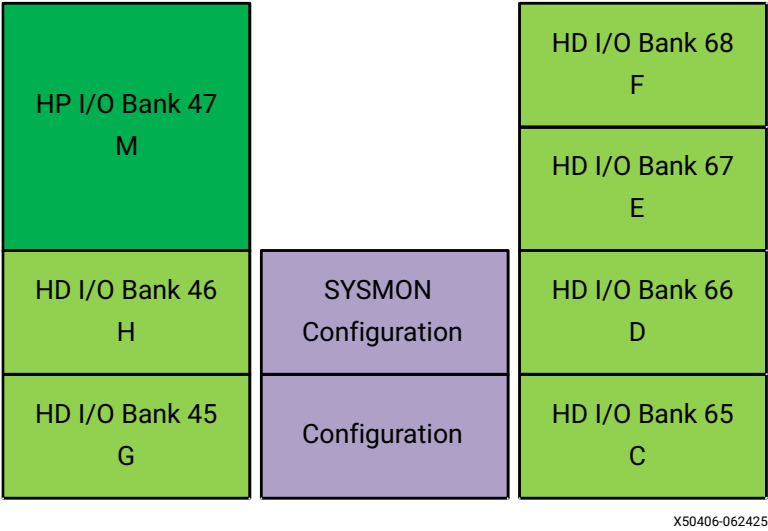 HP I/O Bank 47
M
HD I/O Bank 46
H
HD I/O Bank 45
G
SYSMON
Configuration
Configuration
HD I/O Bank 68
F
HD I/O Bank 67
E
HD I/O Bank 66
D
HD I/O Bank 65
C
X50406-062425